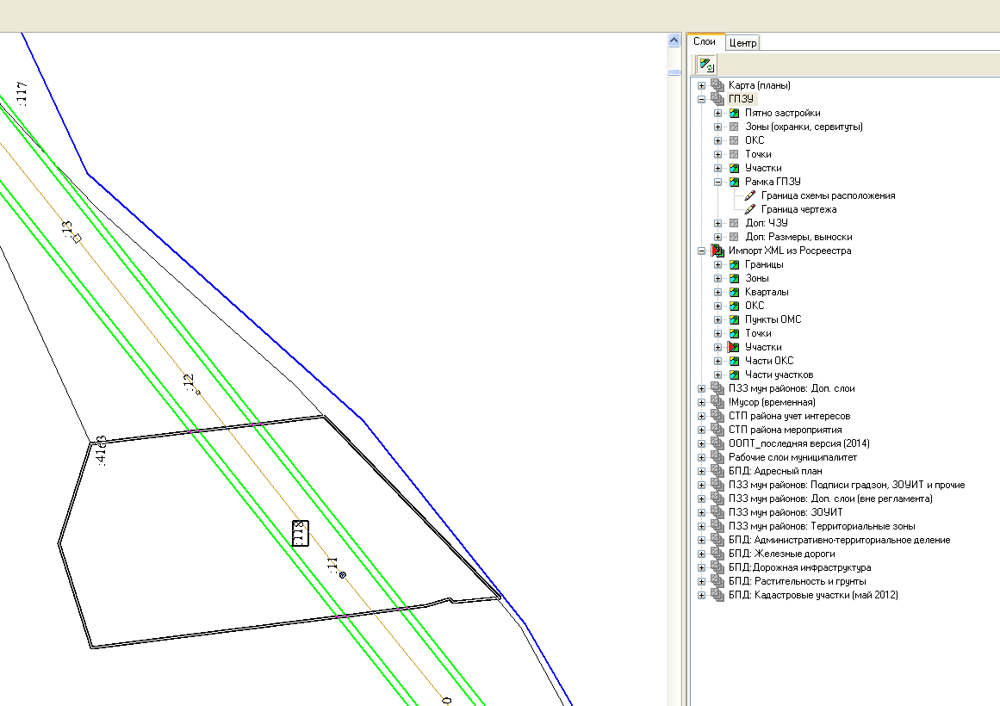 Слои
Центр
:117
:13
:12
:4163
:118
:11
0
Карта (планы)
ГПЗУ
Пятно застройки
Зоны (охранки, сервитуты)
ОКС
Точки
Участки
Рамка ГПЗУ
Граница схемы расположения
Граница чертежа
Доп: ЧЗУ
Доп: Размеры, выноски
Импорт XML из Росреестра
Границы
Зоны
Кварталы
ОКС
Пункты ОМС
Точки
Участки
Части ОКС
Части участков
ПЗЗ мун районов: Доп. слои
!Мусор (временная)
СТП района учет интересов
СТП района мероприятия
ООПТ_последняя версия (2014)
Рабочие слои муниципалитет
БПД: Адресный план
ПЗЗ мун районов: Подписи градзон, ЗОУИТ и прочие
ПЗЗ мун районов: Доп. слои (вне регламента)
ПЗЗ мун районов: ЗОУИТ
ПЗЗ мун районов: Территориальные зоны
БПД: Административно-территориальное деление
БПД: Железные дороги
БПД:Дорожная инфраструктура
БПД: Растительность и грунты
БПД: Кадастровые участки (май 2012)